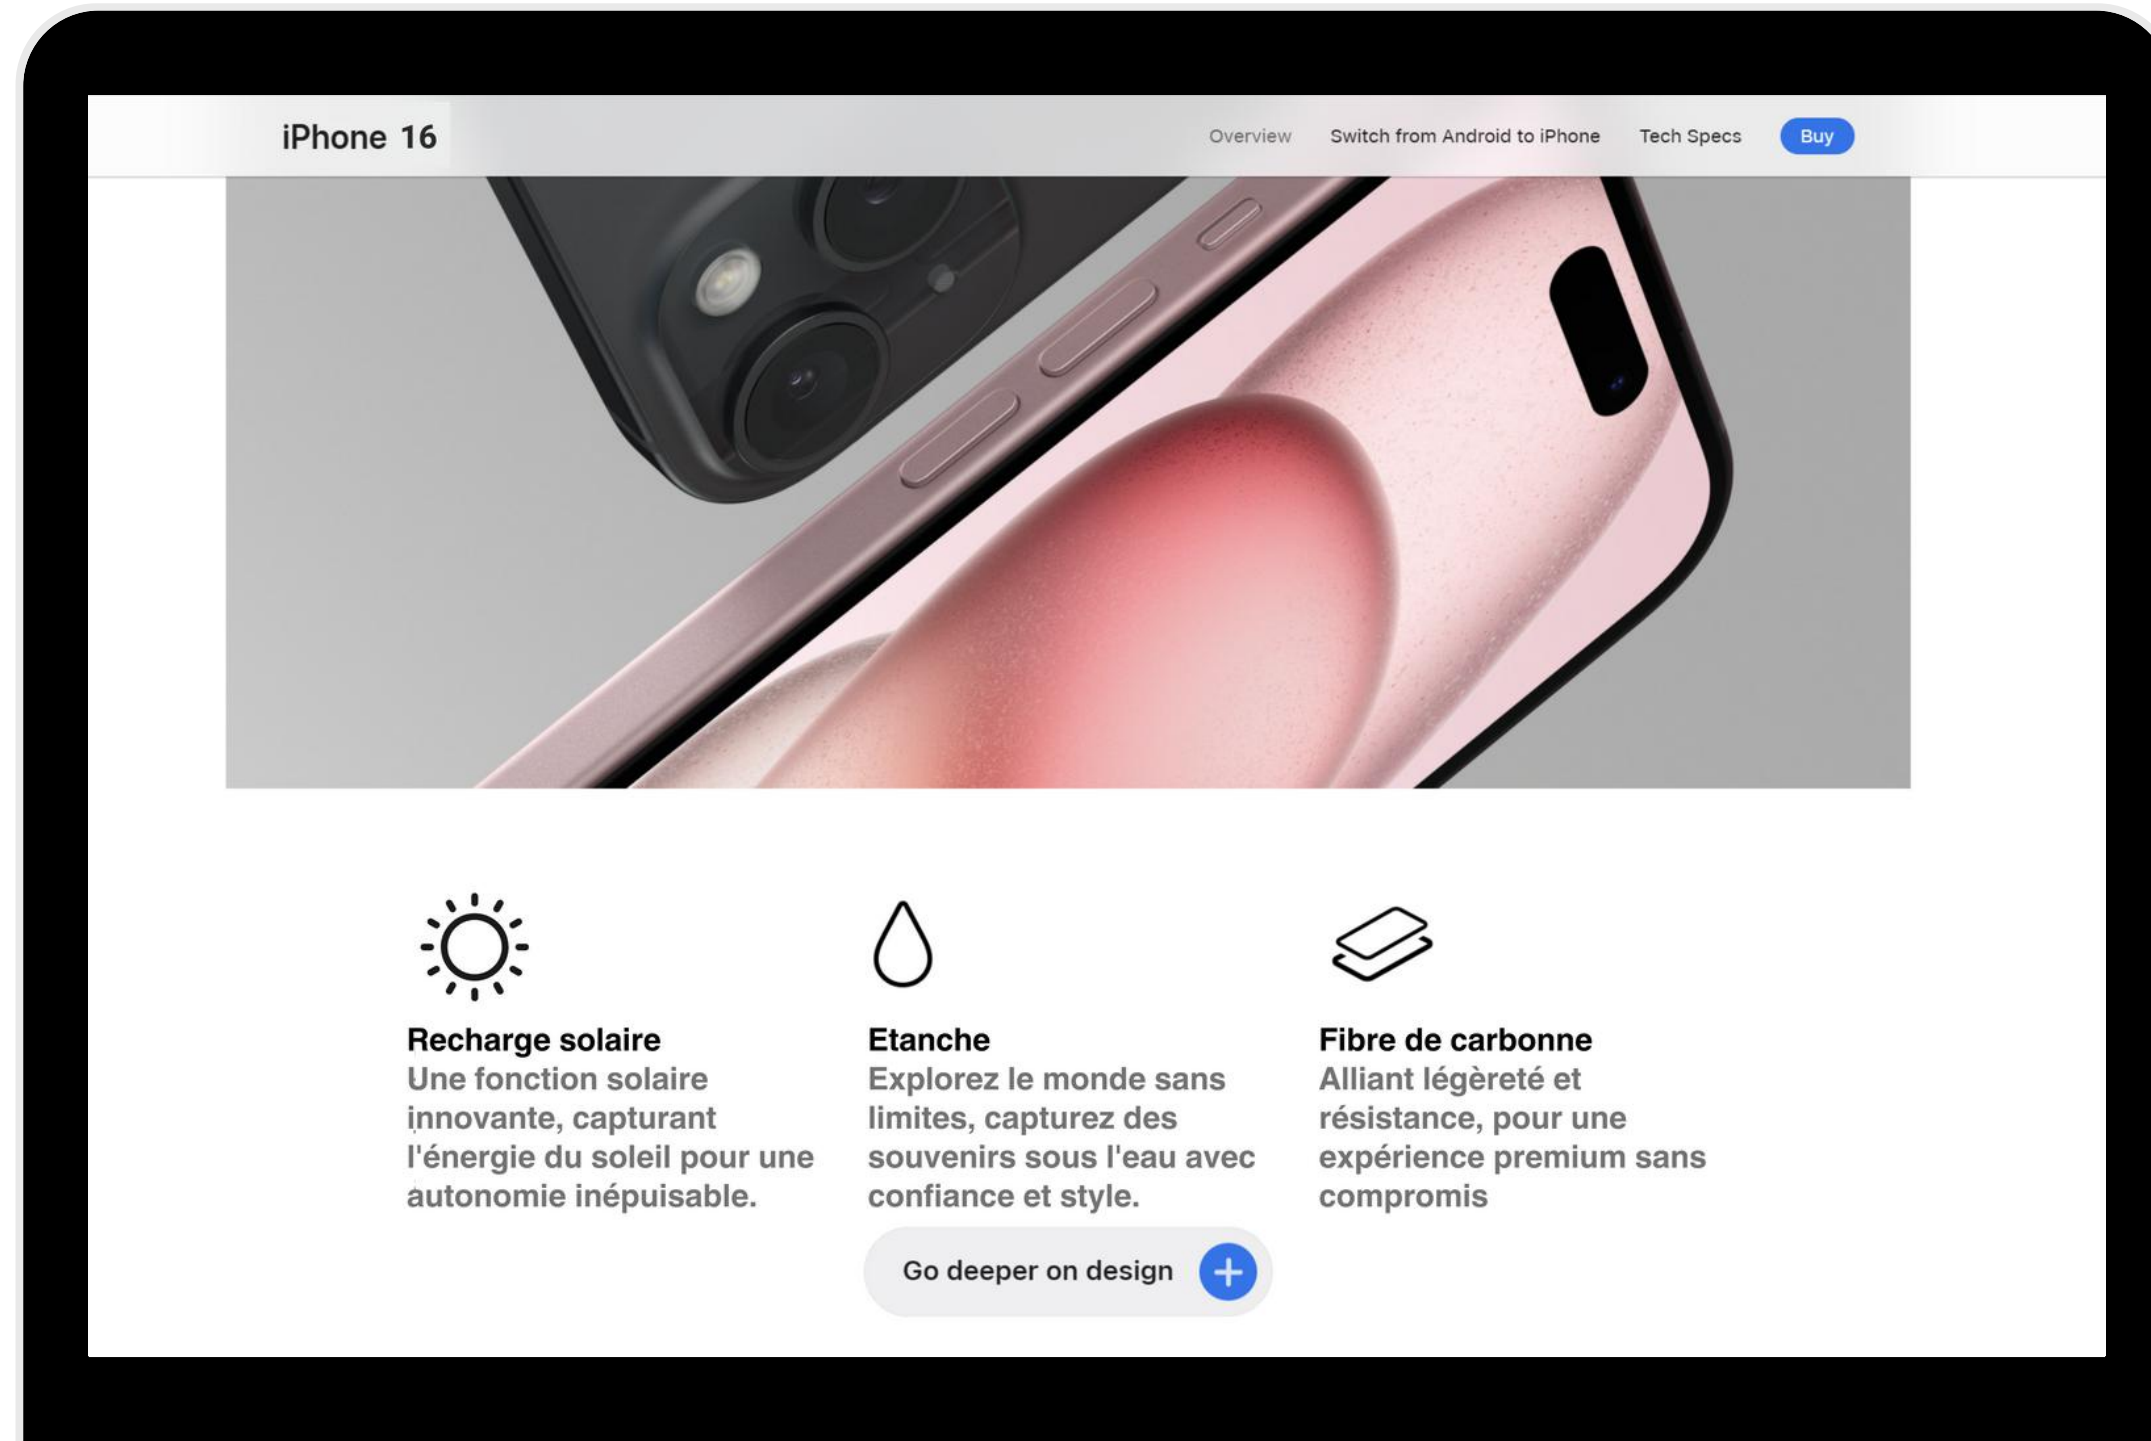 iPhone 16
Overview Switch from Android to iPhone Tech Specs Buy
Recharge solaire
Une fonction solaire
innovante, capturant
l'énergie du soleil pour une
autonomie inépuisable.
Etanche
Explorez le monde sans
limites, capturez des
souvenirs sous l'eau avec
confiance et style.
Fibre de carbonne
Alliant légèreté et
résistance, pour une
expérience premium sans
compromis
Go deeper on design